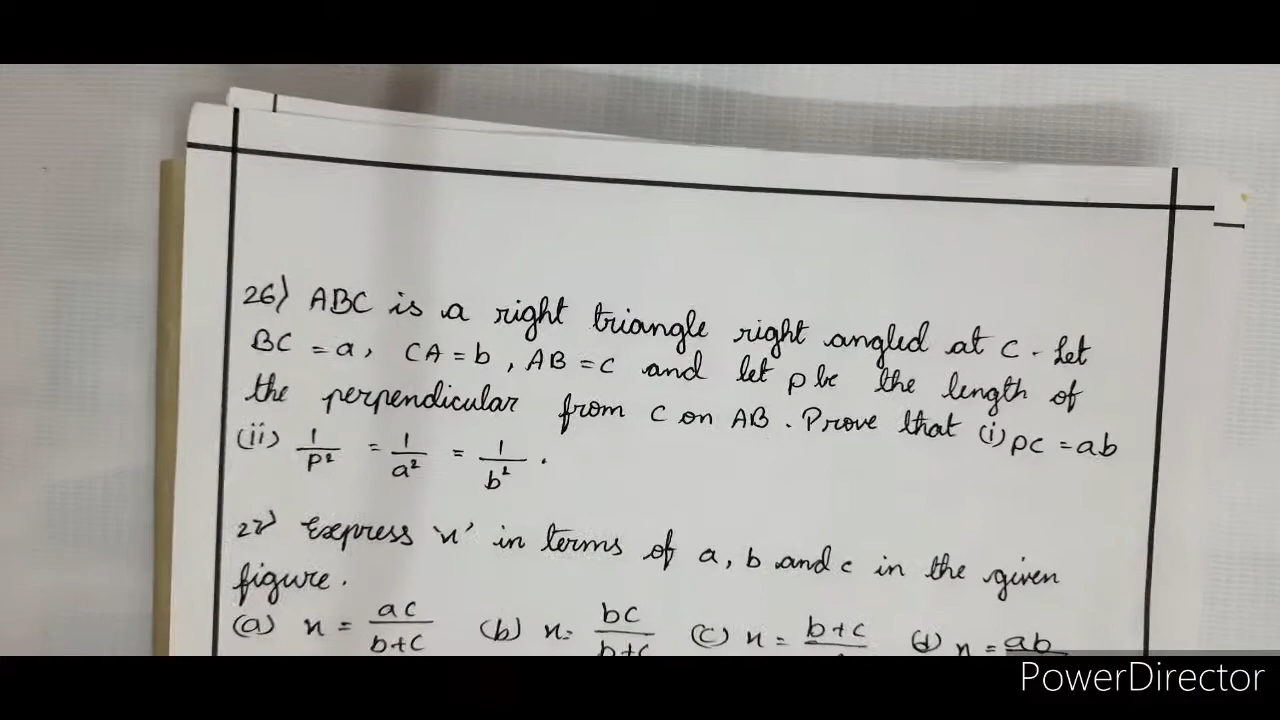 26) ABC is a right triangle right angled at C. Let
BC = a, CA = b, AB = c and let p be the length of
the perpendicular from C on AB. Prove that (i) pc = ab
(ii) 1/p² = 1/a² = 1/b².
27) Express 'x' in terms of a, b and c in the given
figure.
(a) x = ac/b+c (b) x = bc/b+c (c) x = b+c (d) x = ab
PowerDirector